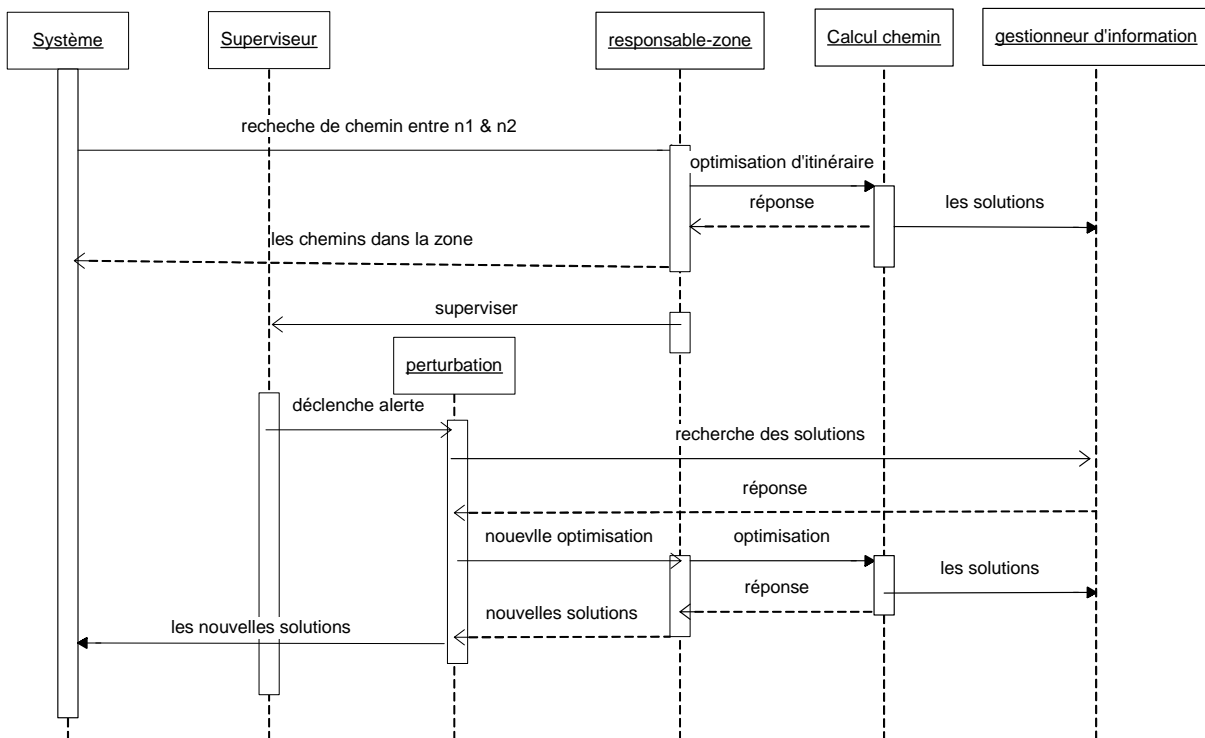 Système
Superviseur
responsable-zone
Calcul chemin
gestionneur d'information
recheche de chemin entre n1 & n2
optimisation d'itinéraire
réponse
les solutions
les chemins dans la zone
superviser
perturbation
déclenche alerte
recherche des solutions
réponse
nouevlle optimisation
optimisation
les solutions
réponse
nouvelles solutions
les nouvelles solutions